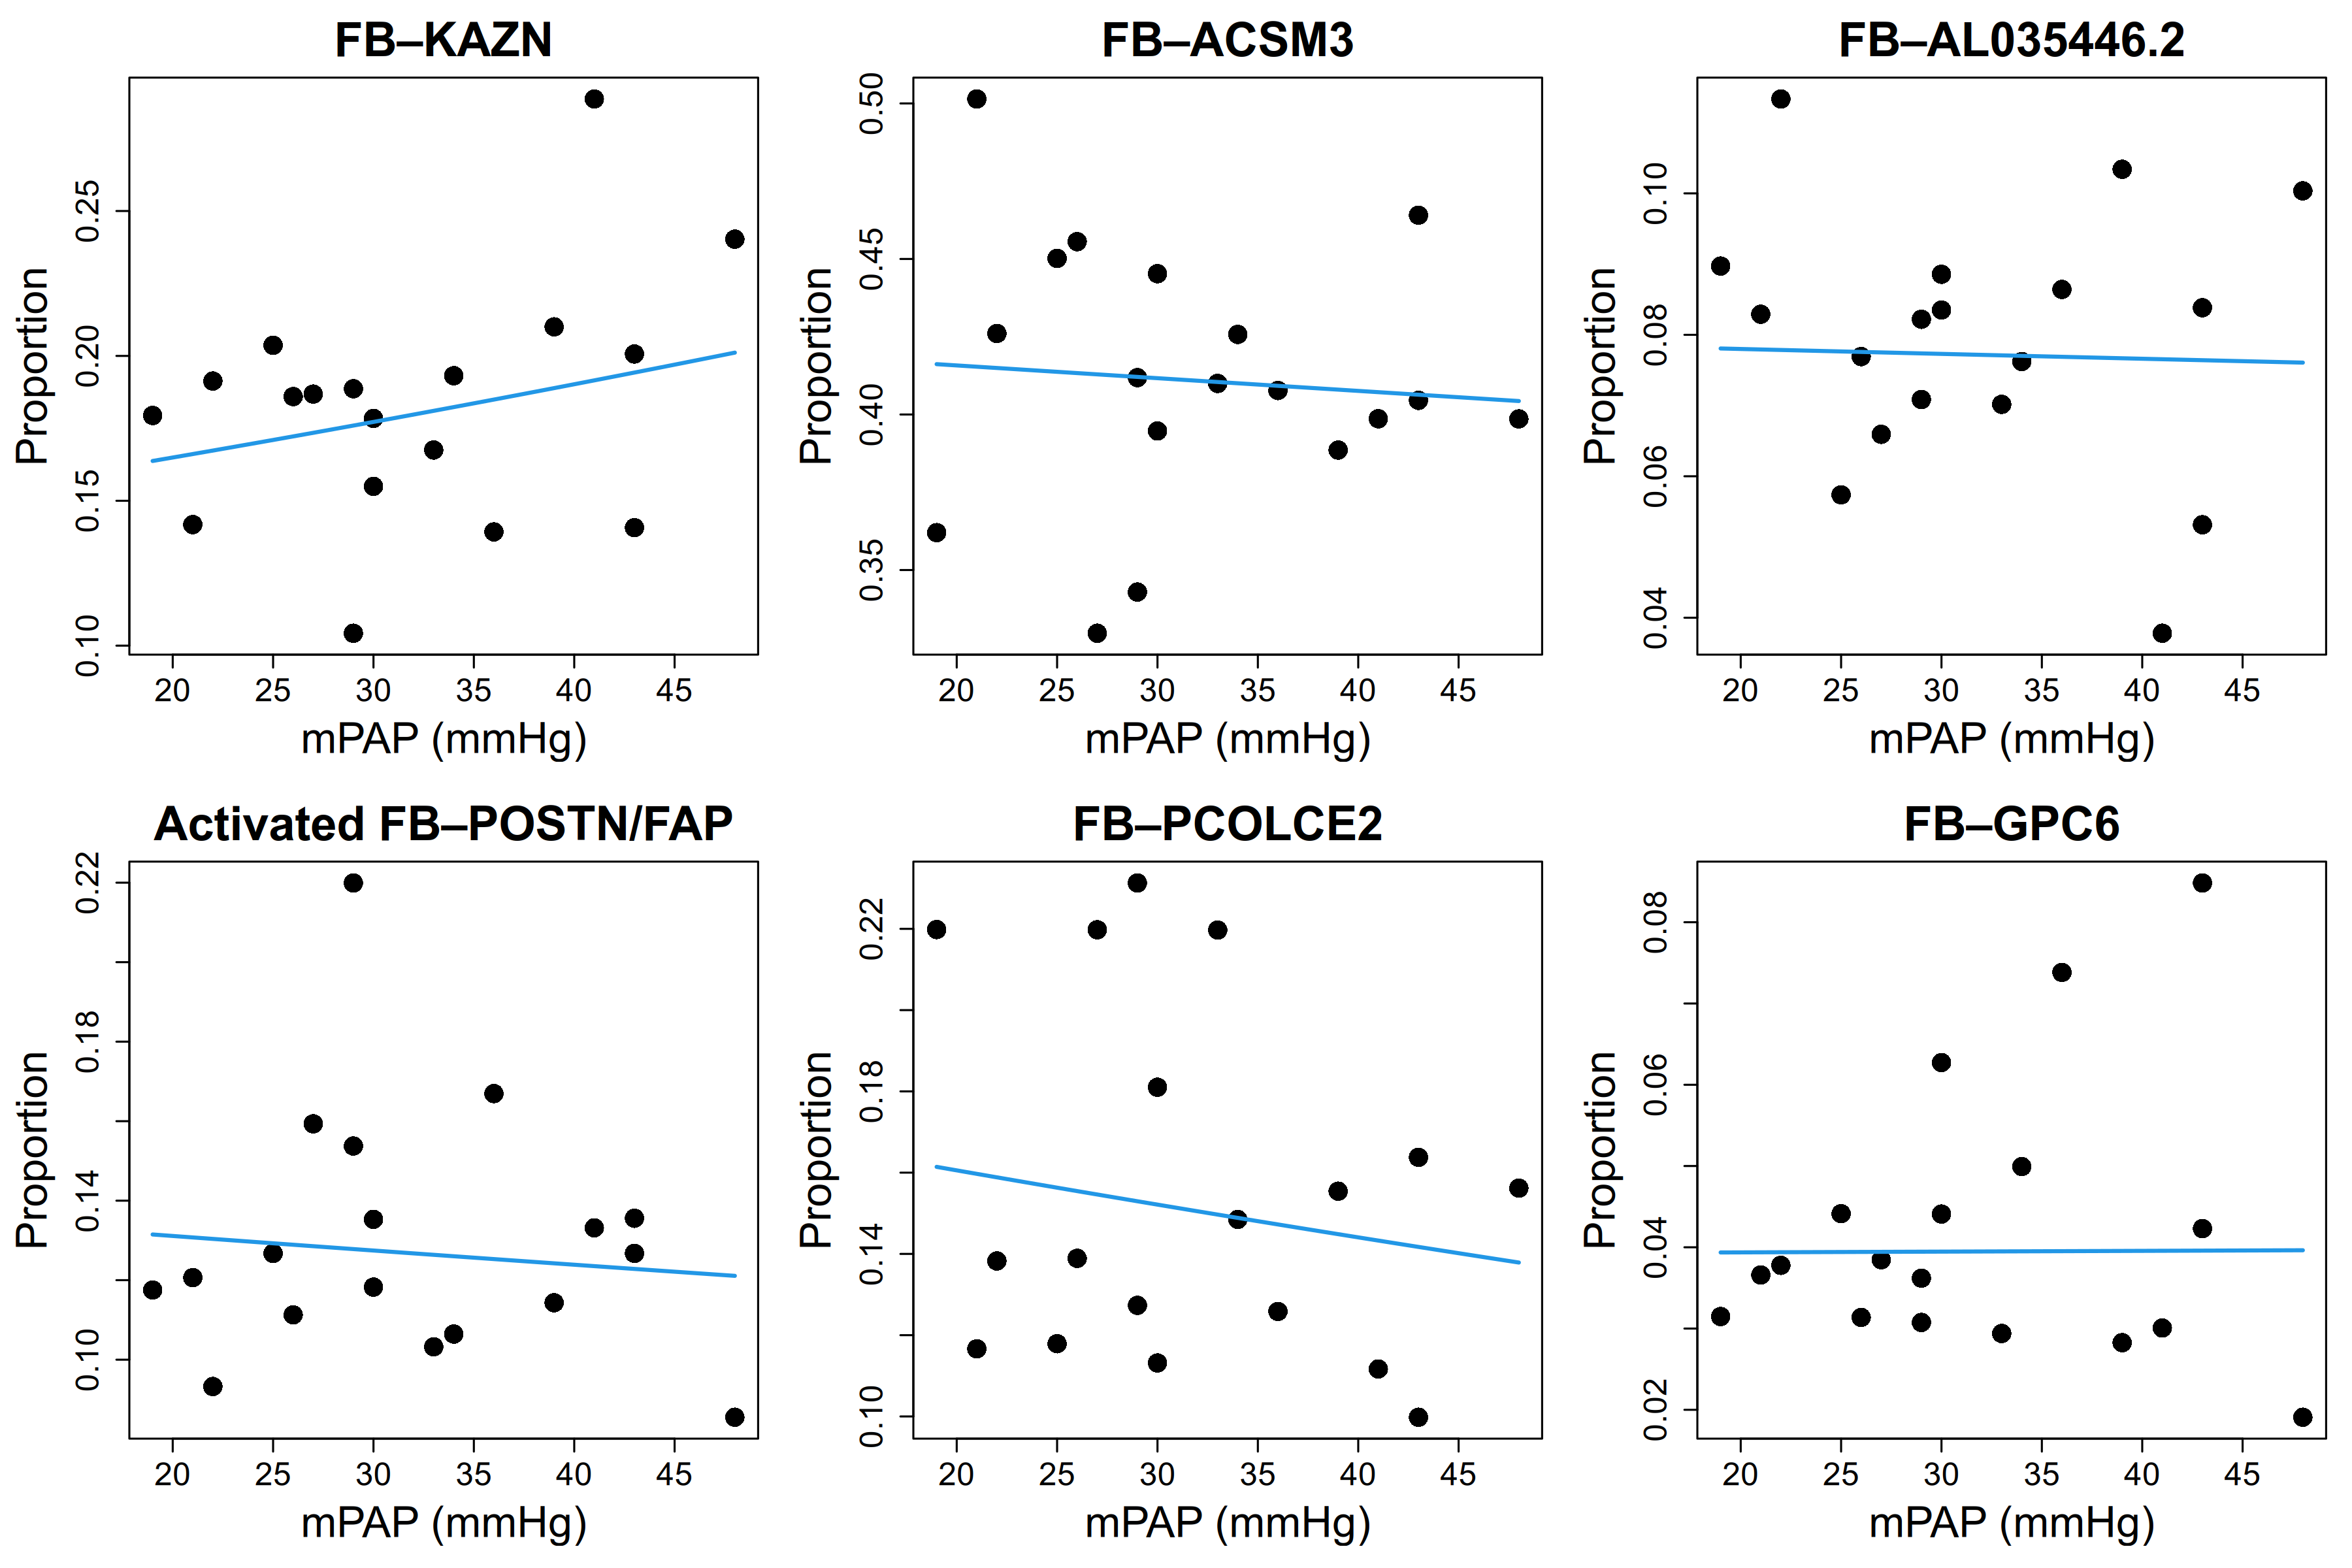 FB–KAZN
0.10 0.15 0.20 0.25
Proportion
20 25 30 35 40 45
mPAP (mmHg)
FB–ACSM3
0.35 0.40 0.45 0.50
Proportion
20 25 30 35 40 45
mPAP (mmHg)
FB–AL035446.2
0.04 0.06 0.08 0.10
Proportion
20 25 30 35 40 45
mPAP (mmHg)
Activated FB–POSTN/FAP
0.10 0.14 0.18 0.22
Proportion
20 25 30 35 40 45
mPAP (mmHg)
FB–PCOLCE2
0.10 0.14 0.18 0.22
Proportion
20 25 30 35 40 45
mPAP (mmHg)
FB–GPC6
0.02 0.04 0.06 0.08
Proportion
20 25 30 35 40 45
mPAP (mmHg)